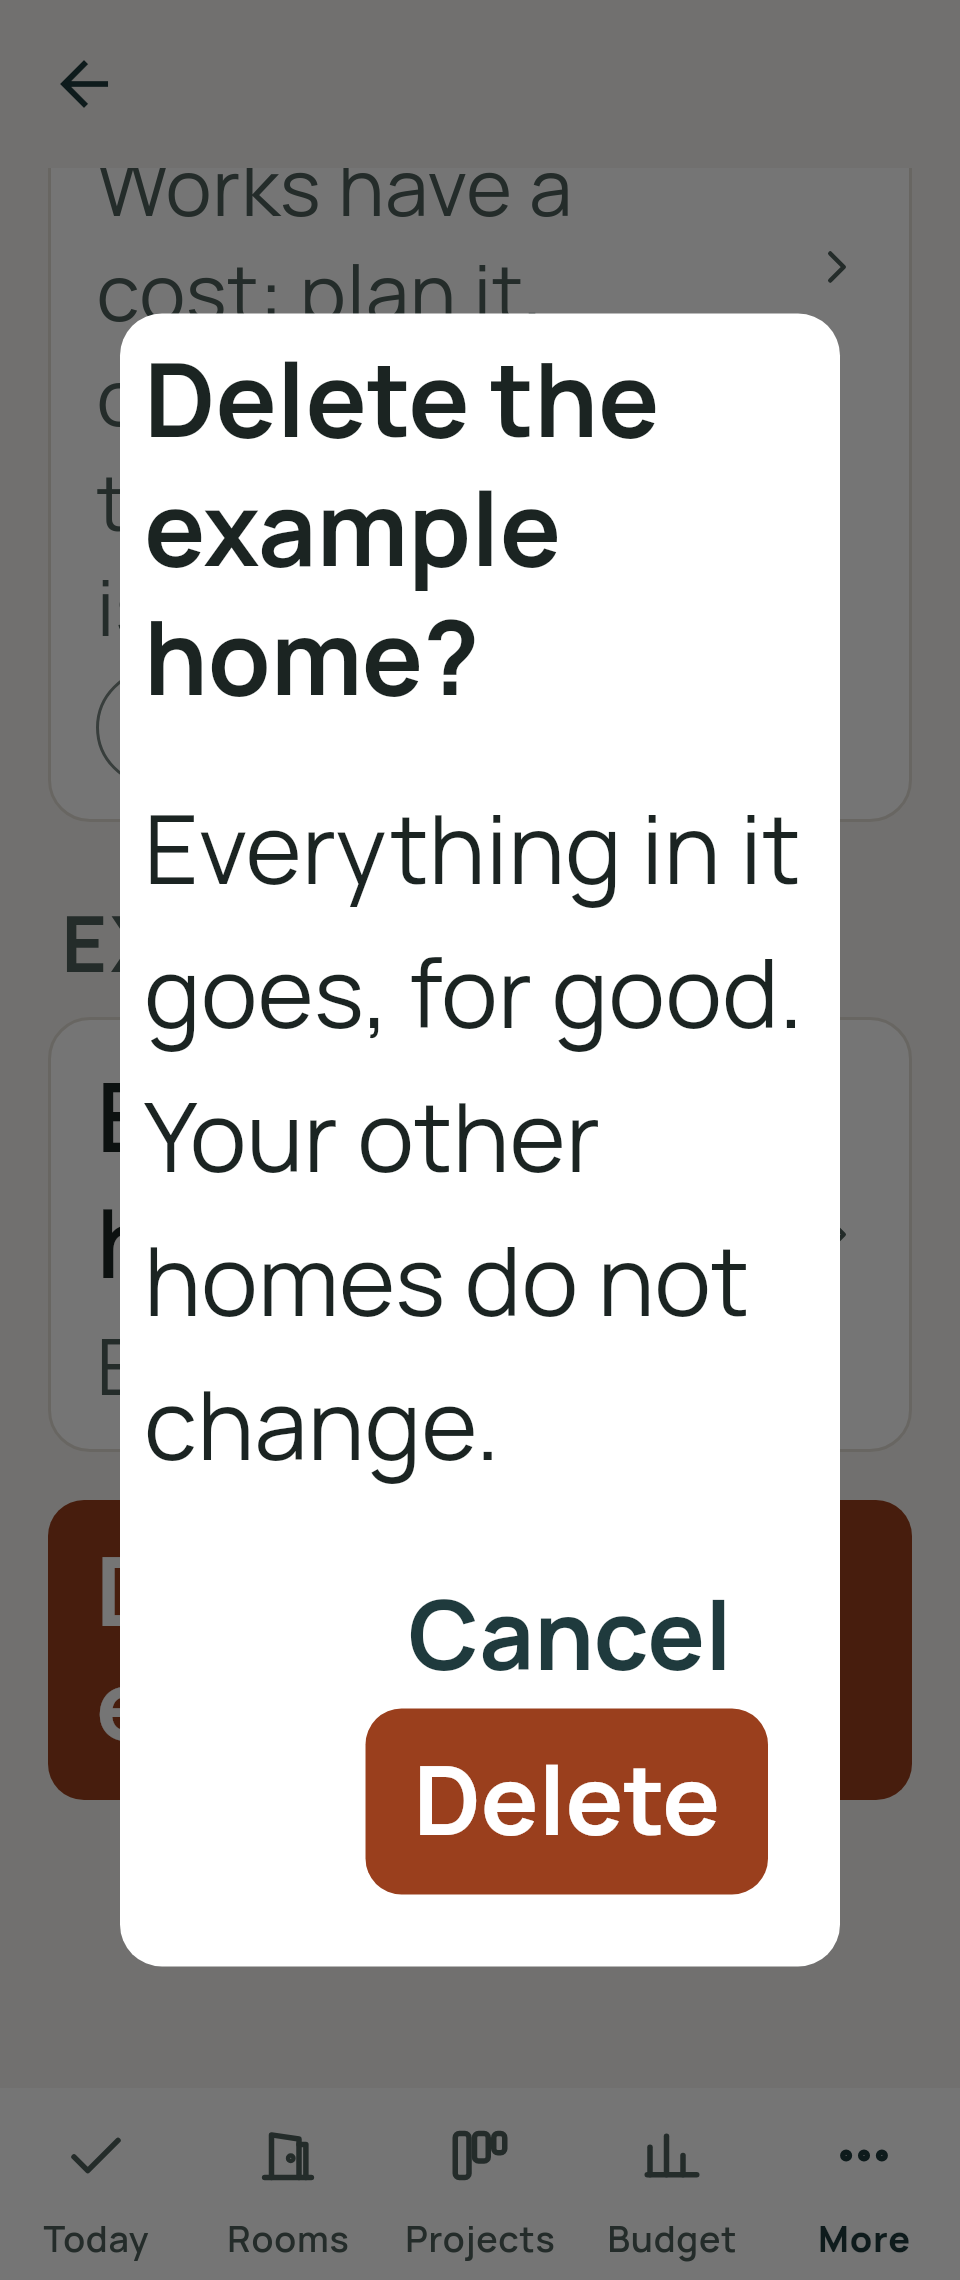 Works have a
cost: plan it,
Delete the
example
home?
Everything in it
goes, for good.
Your other
homes do not
change.
Cancel
Delete
Today
Rooms
Projects
Budget
More